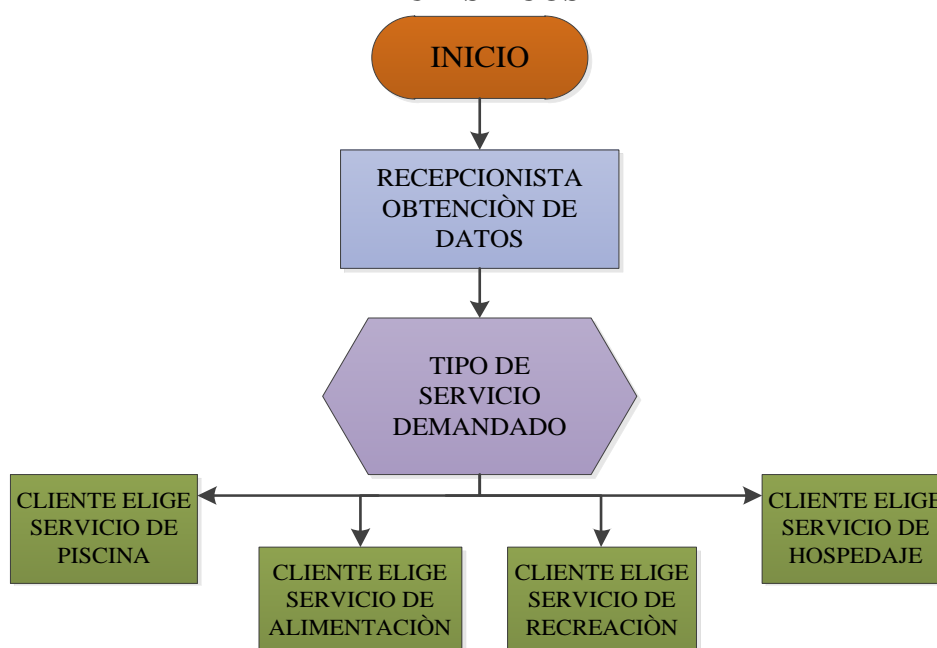 INICIO
RECEPCIONISTA
OBTENCIÒN DE
DATOS
TIPO DE
SERVICIO
DEMANDADO
CLIENTE ELIGE
SERVICIO DE
PISCINA
CLIENTE ELIGE
SERVICIO DE
ALIMENTACIÒN
CLIENTE ELIGE
SERVICIO DE
RECREACIÒN
CLIENTE ELIGE
SERVICIO DE
HOSPEDAJE